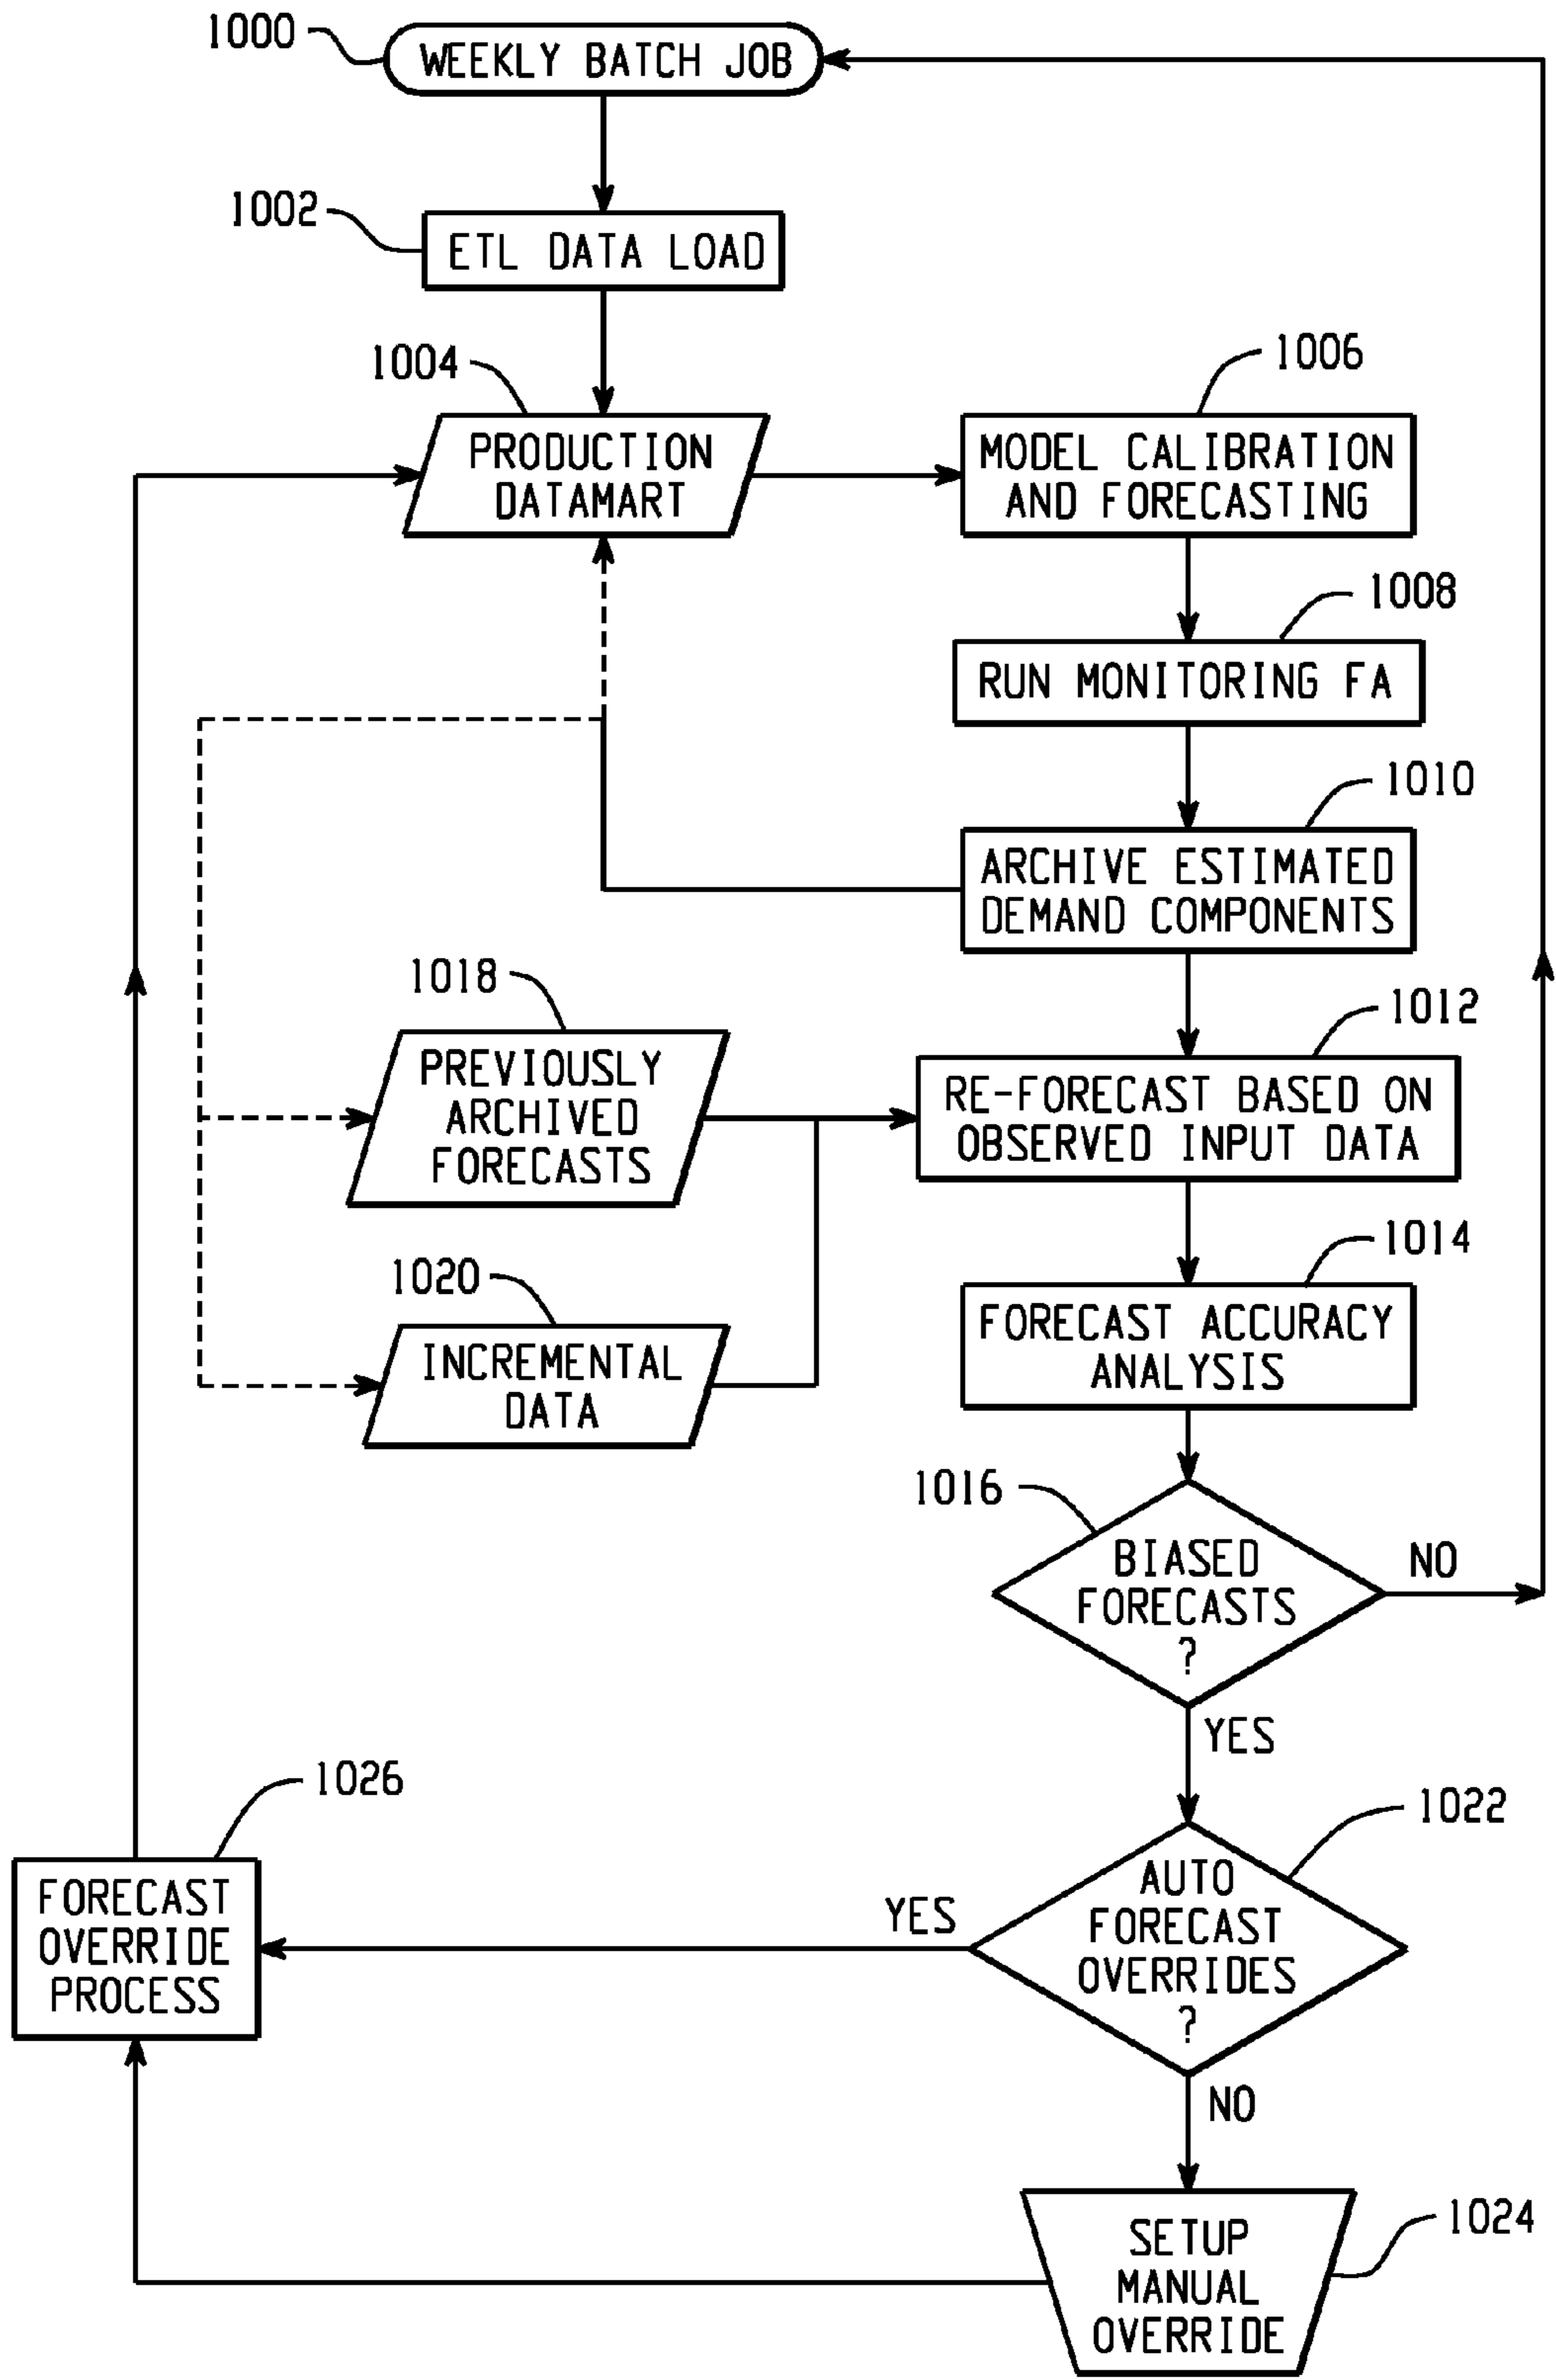 1000
WEEKLY BATCH JOB
1002
ETL DATA LOAD
1004
PRODUCTION
DATAMART
1006
MODEL CALIBRATION
AND FORECASTING
1008
RUN MONITORING FA
1010
ARCHIVE ESTIMATED
DEMAND COMPONENTS
1018
PREVIOUSLY
ARCHIVED
FORECASTS
1012
RE-FORECAST BASED ON
OBSERVED INPUT DATA
1020
INCREMENTAL
DATA
1014
FORECAST ACCURACY
ANALYSIS
1016
BIASED
FORECASTS
?
NO
YES
1026
FORECAST
OVERRIDE
PROCESS
1022
AUTO
FORECAST
OVERRIDES
?
YES
NO
1024
SETUP
MANUAL
OVERRIDE